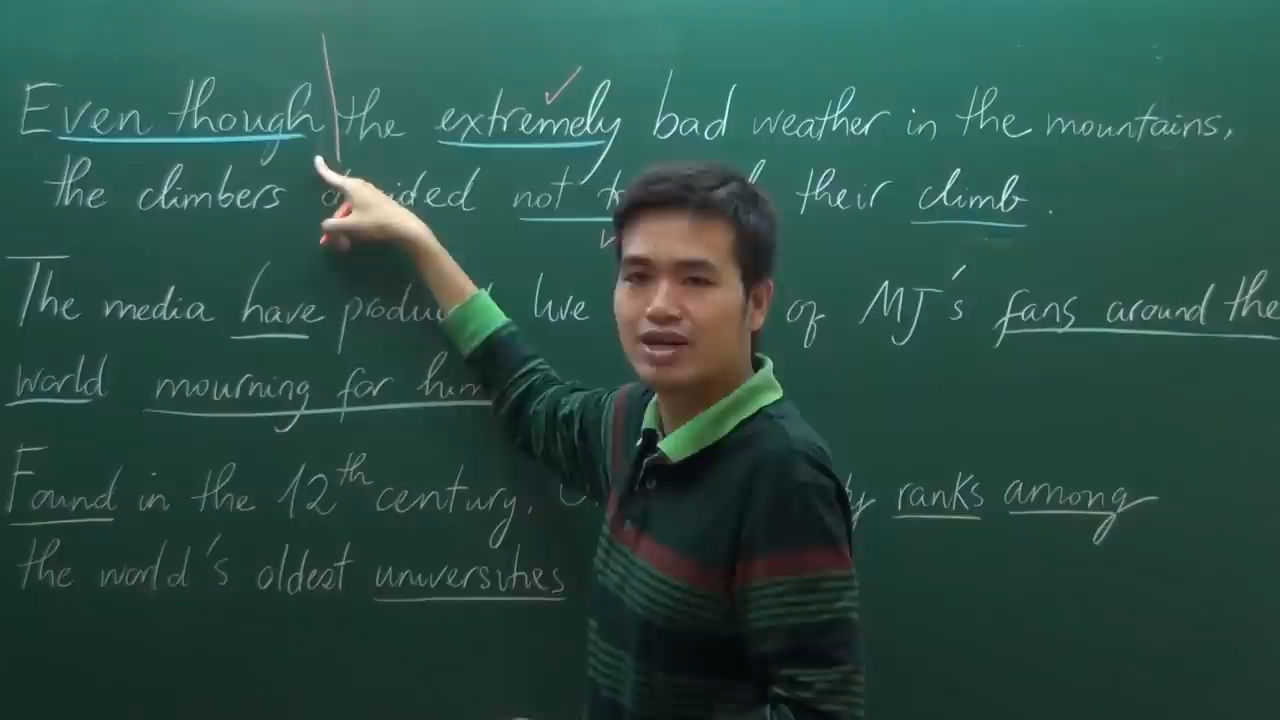 Even though the extremely bad weather in the mountains,
the climbers decided not their climb.
The media have live of MJ's fans around the
world mourning for him
Found in the 12th century, ranks among
the world's oldest universities